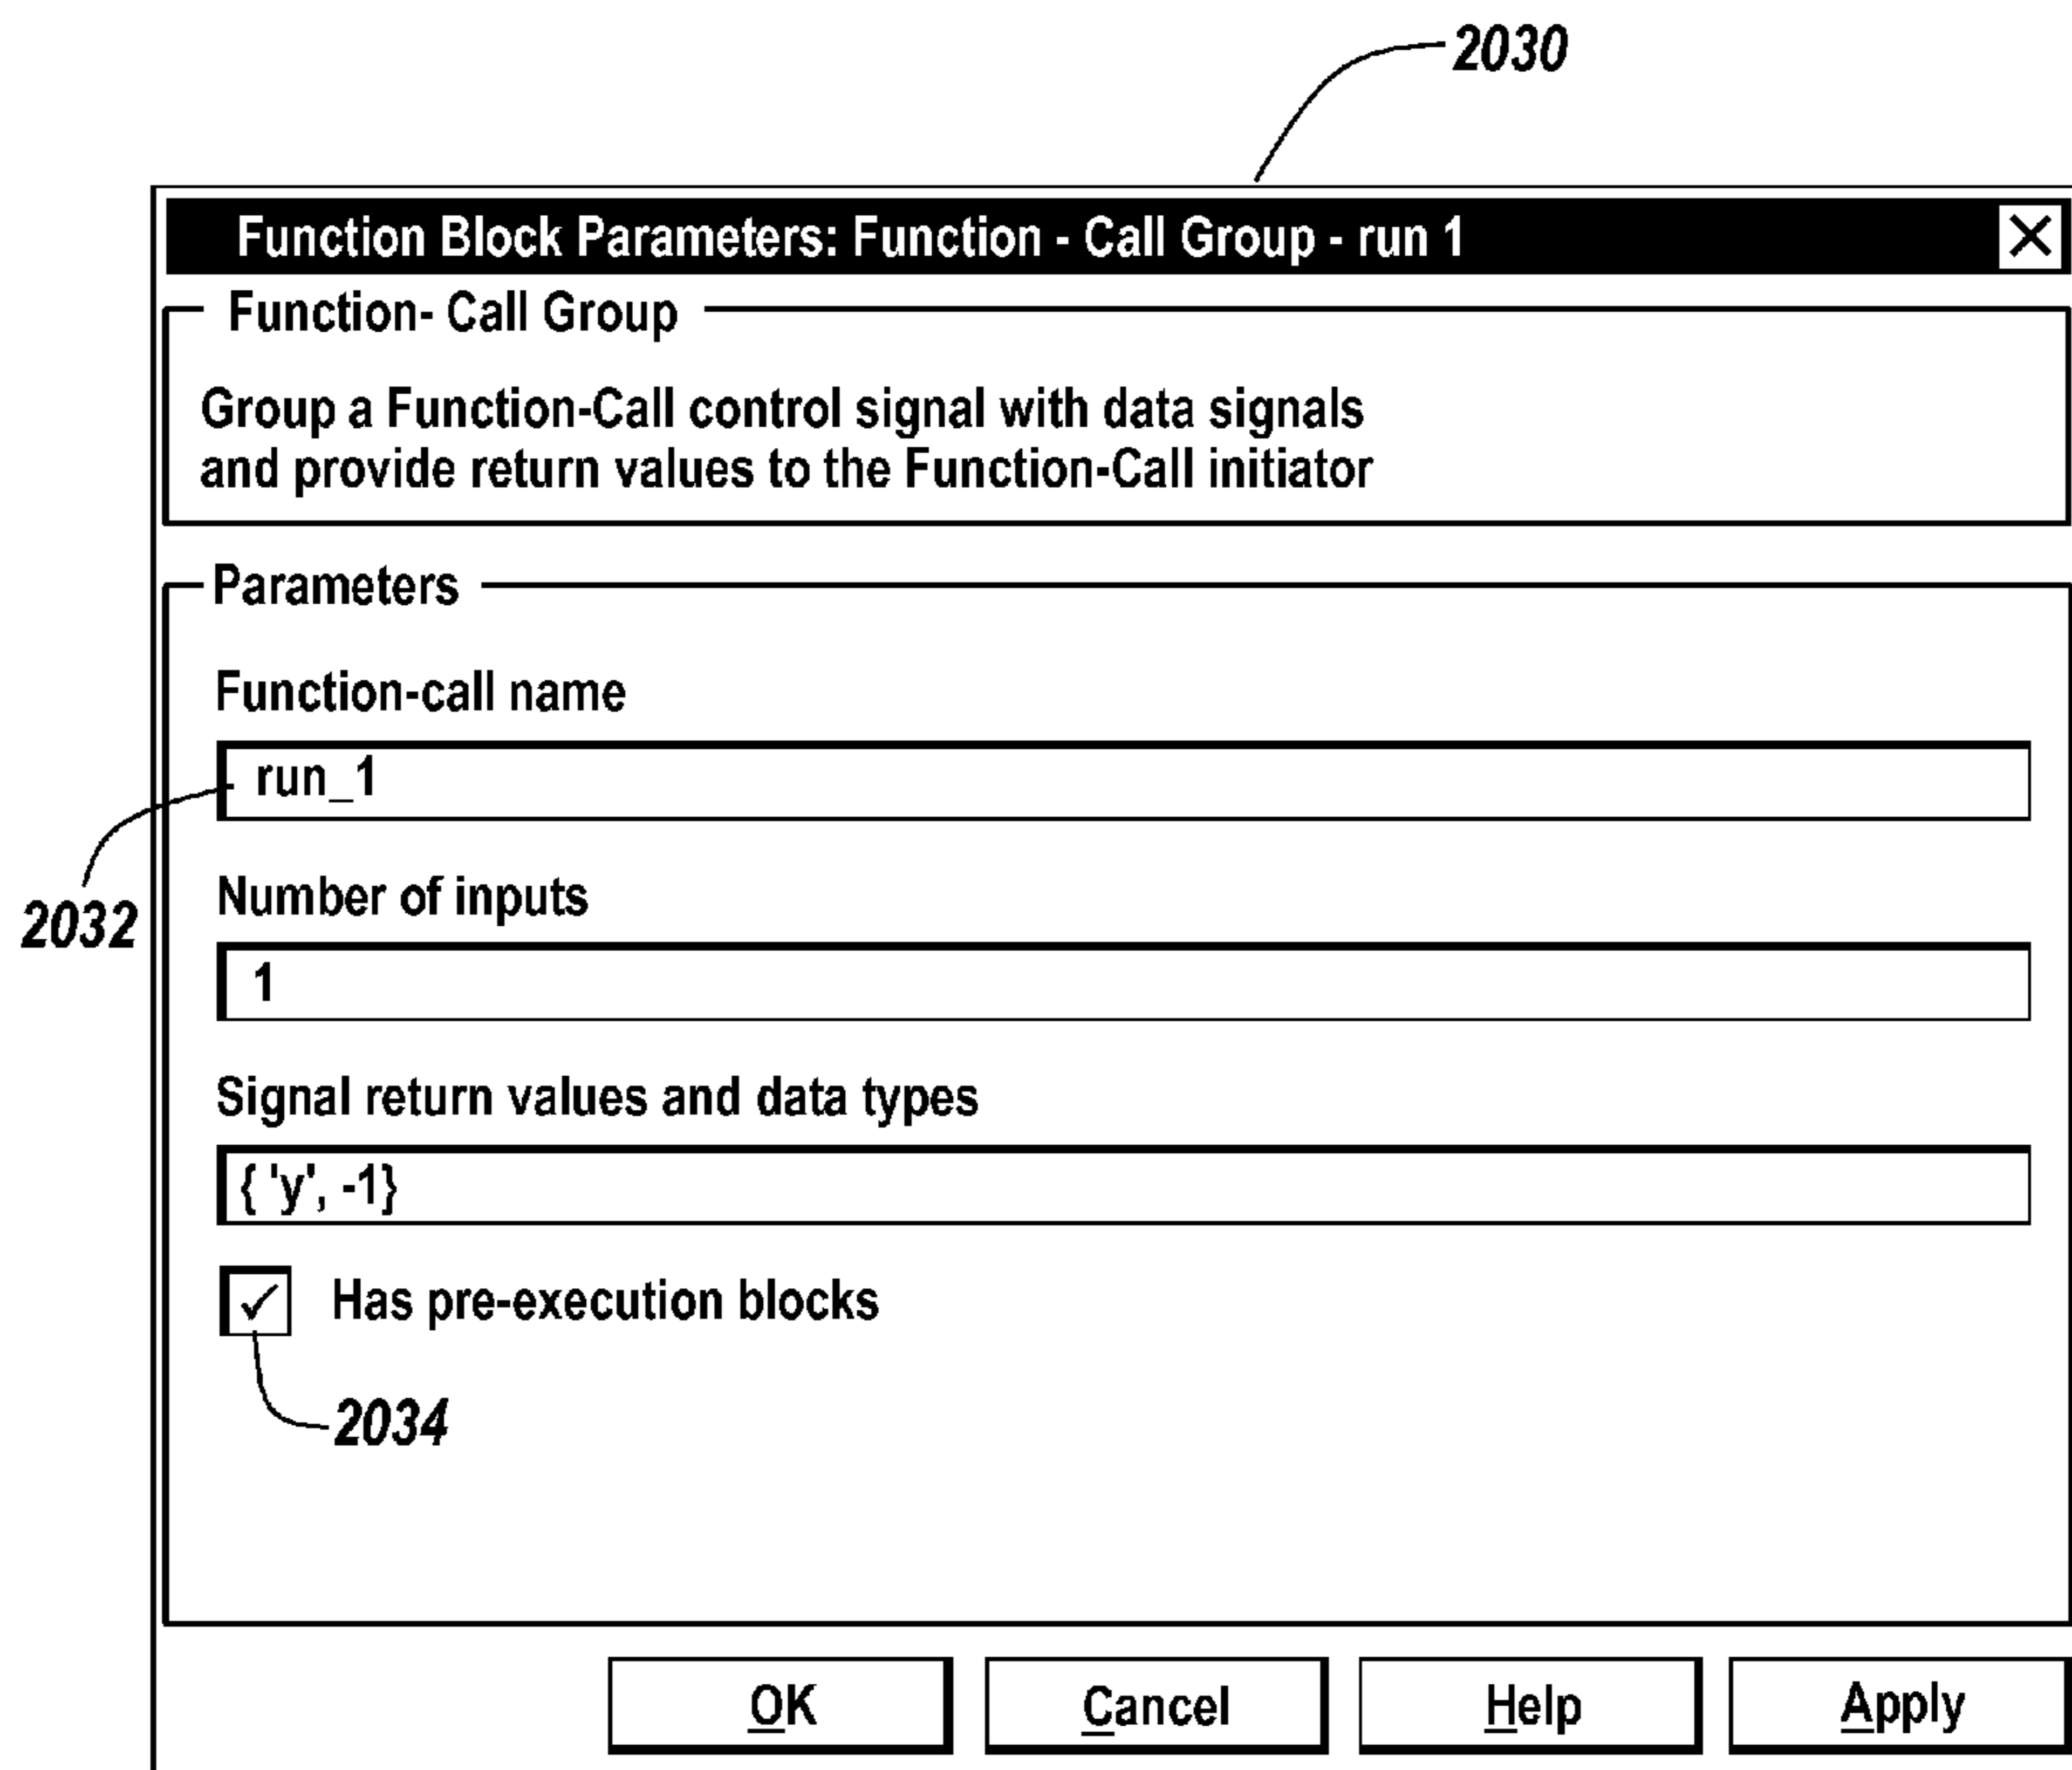 2030
Function Block Parameters: Function - Call Group - run 1
Function- Call Group
Group a Function-Call control signal with data signals
and provide return values to the Function-Call initiator
Parameters
Function-call name
run_1
2032
Number of inputs
1
Signal return values and data types
{ 'y', -1}
Has pre-execution blocks
2034
OK Cancel Help Apply